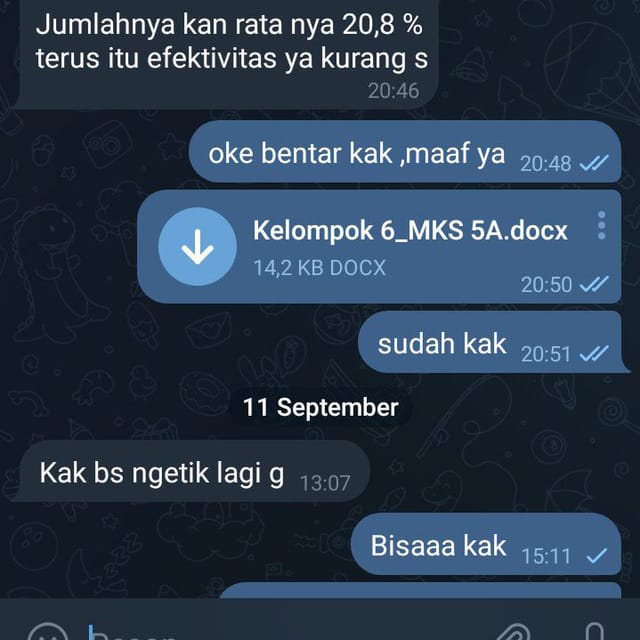 Jumlahnya kan rata nya 20,8 %
terus itu efektivitas ya kurang s
20:46
oke bentar kak ,maaf ya 20:48
Kelompok 6_MKS 5A.docx
14,2 KB DOCX
20:50
sudah kak 20:51
11 September
Kak bs ngetik lagi g 13:07
Bisaaa kak 15:11